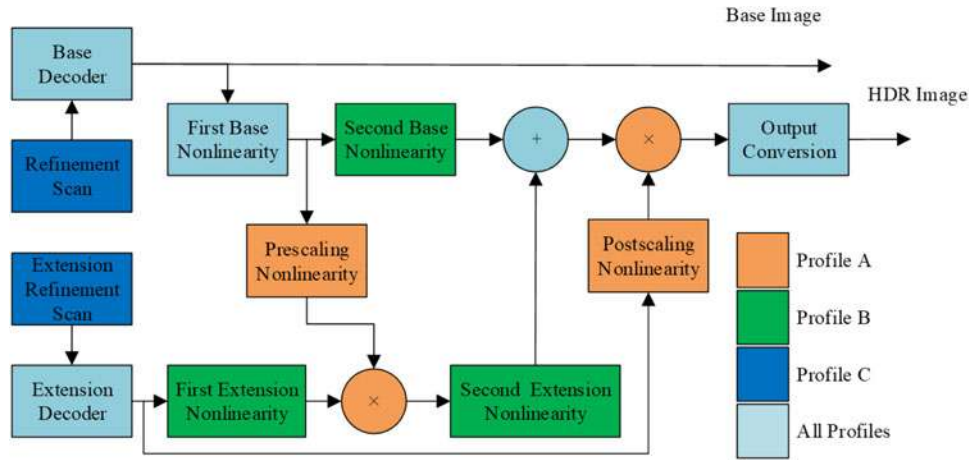 Base Image
Base
Decoder
HDR Image
First Base
Nonlinearity
Second Base
Nonlinearity
+
×
Output
Conversion
Refinement
Scan
Prescaling
Nonlinearity
Postscaling
Nonlinearity
Extension
Refinement
Scan
Profile A
Profile B
Profile C
All Profiles
Extension
Decoder
First Extension
Nonlinearity
×
Second Extension
Nonlinearity